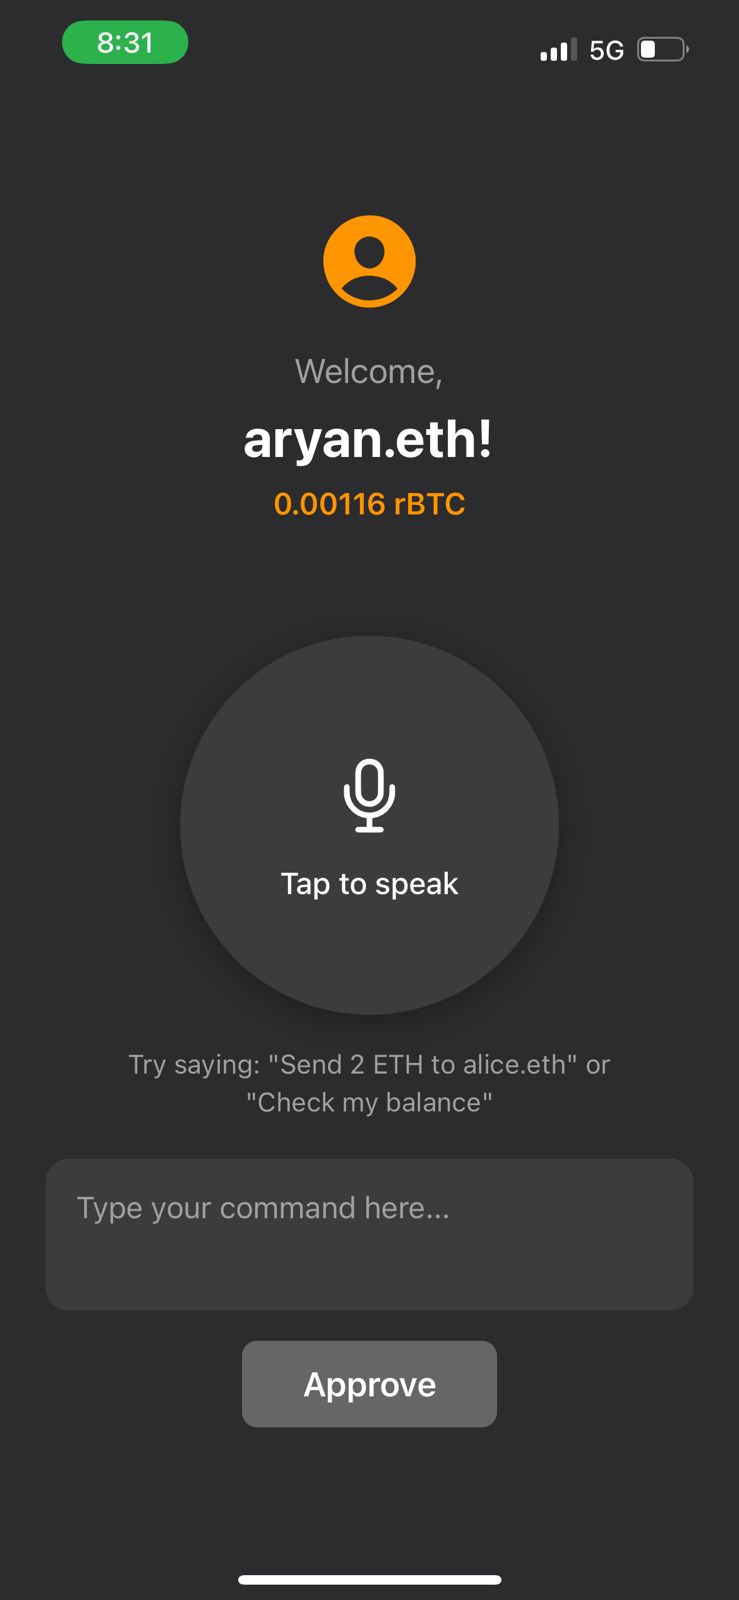 8:31
5G
Welcome,
aryan.eth!
0.00116 rBTC
Tap to speak
Try saying: "Send 2 ETH to alice.eth" or
"Check my balance"
Type your command here...
Approve